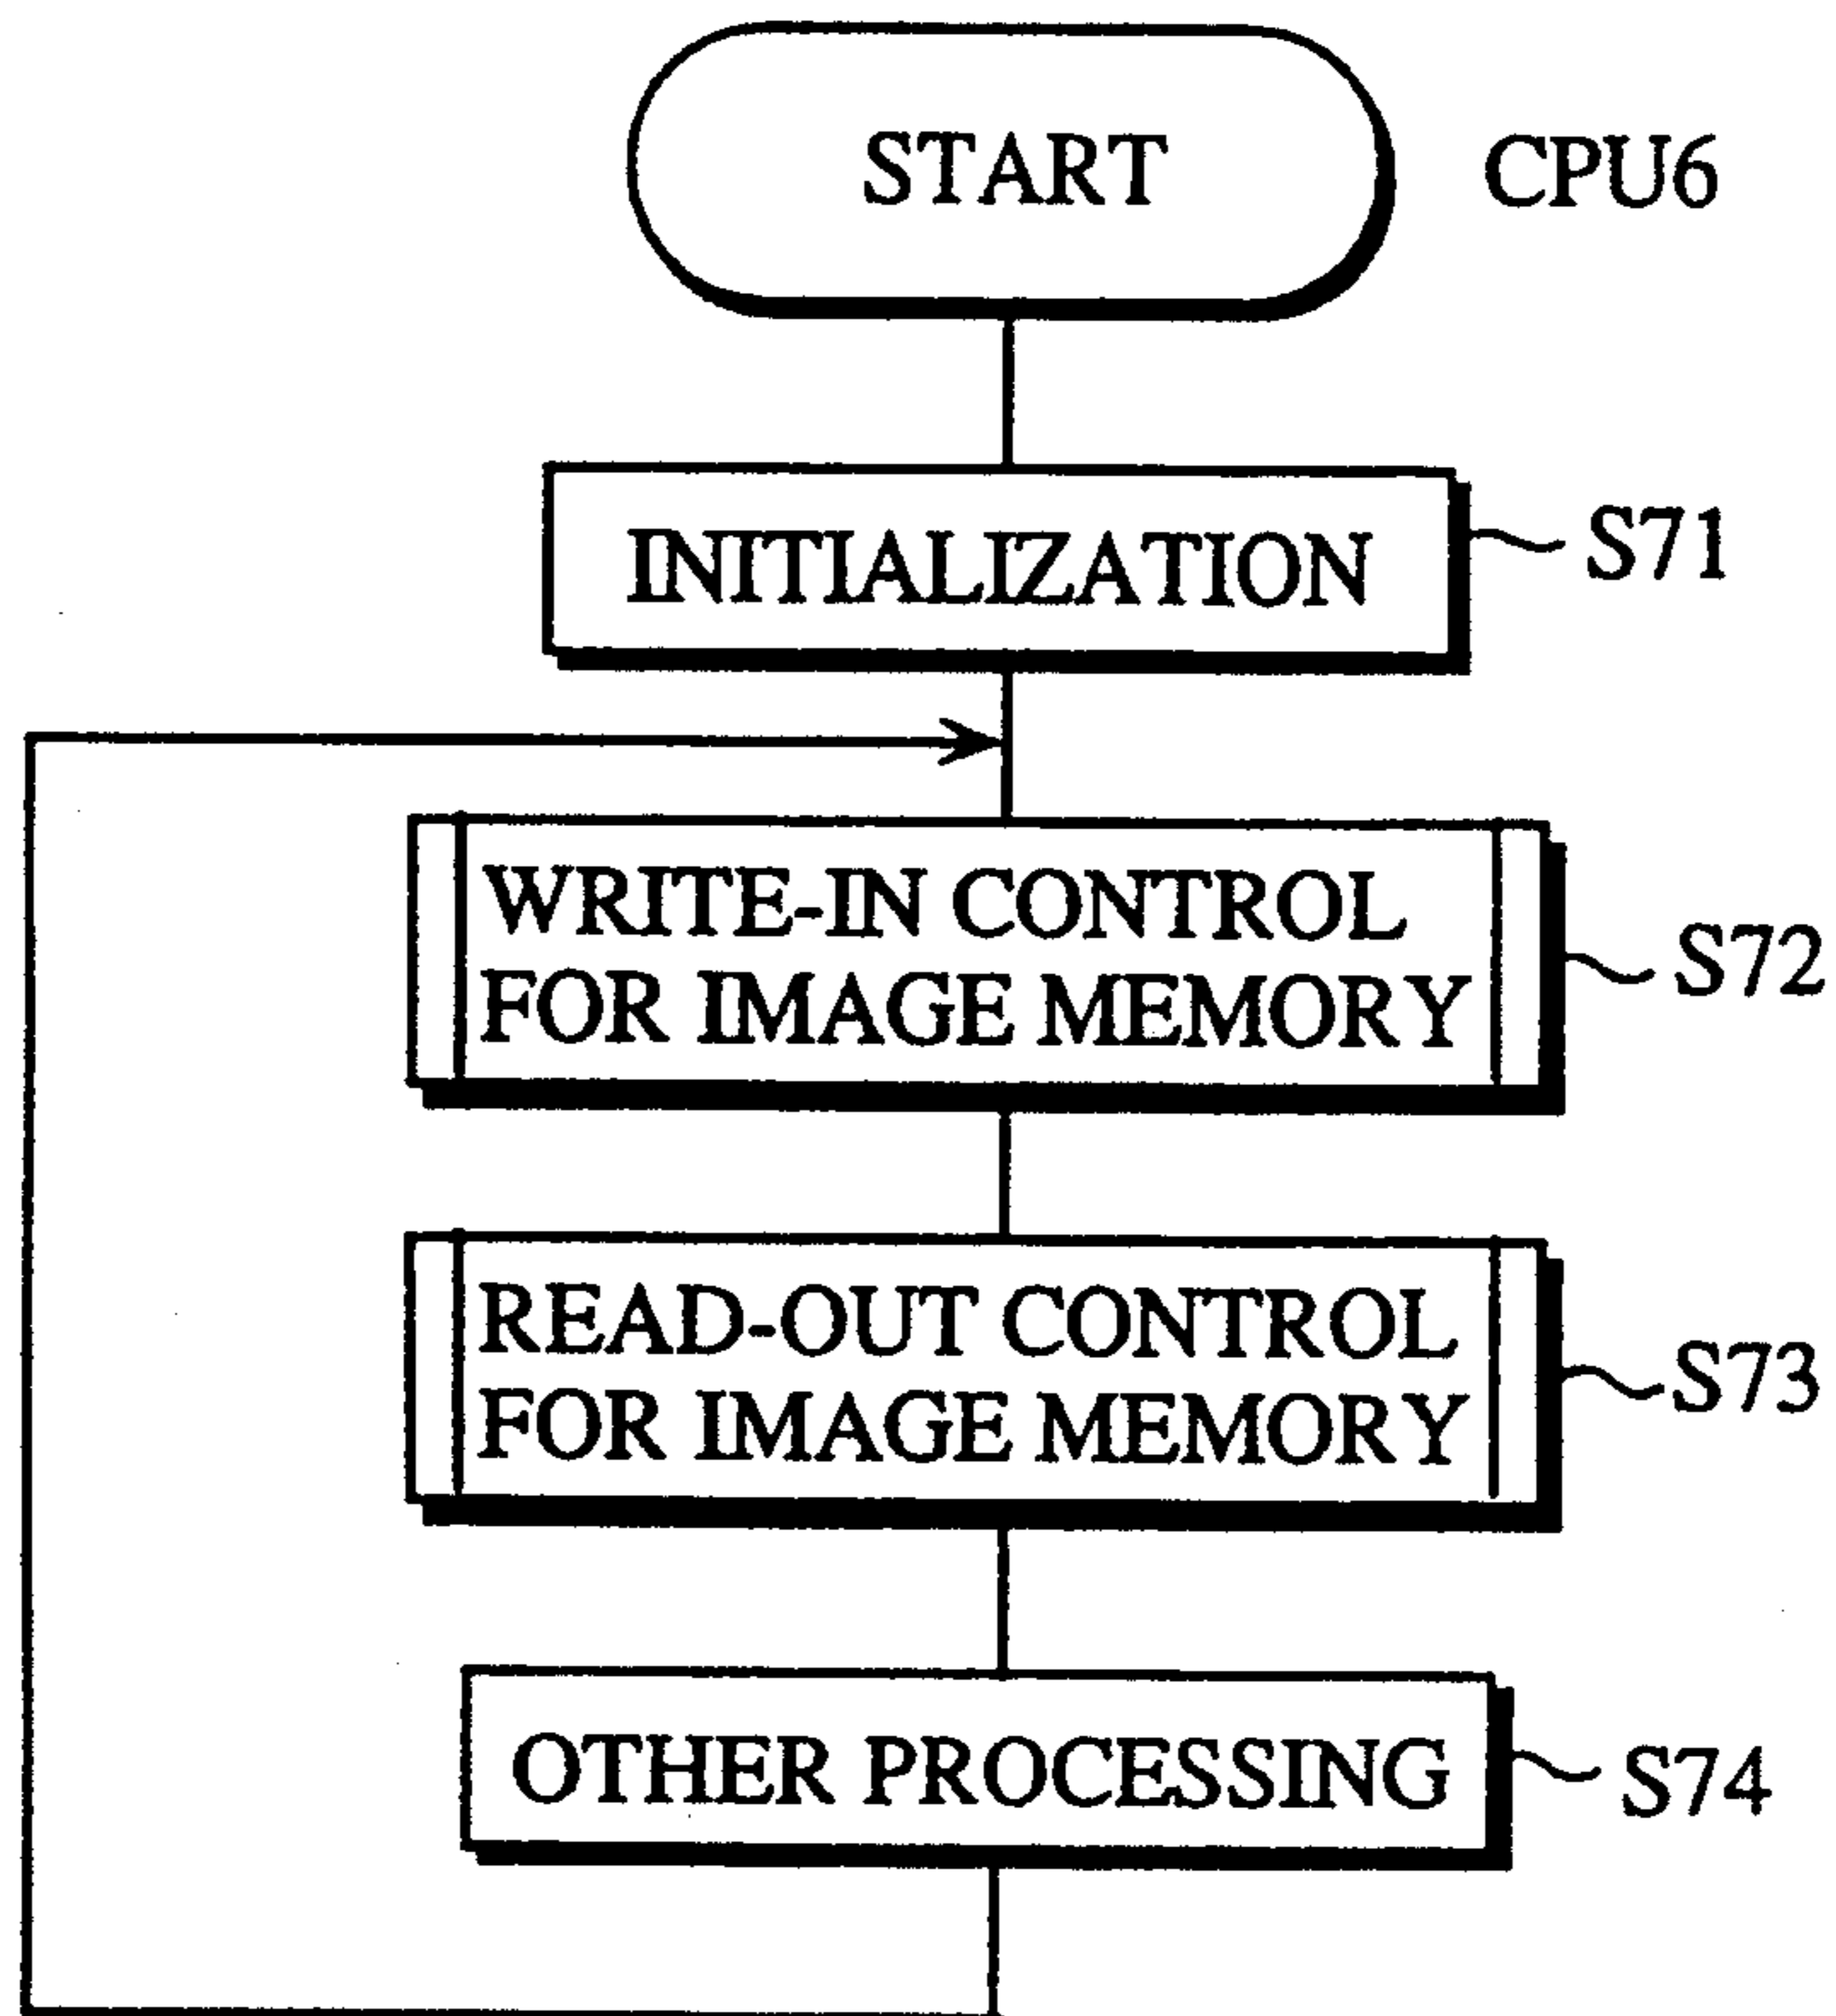 START
CPU6
INITIALIZATION
S71
WRITE-IN CONTROL
FOR IMAGE MEMORY
S72
READ-OUT CONTROL
FOR IMAGE MEMORY
S73
OTHER PROCESSING
S74